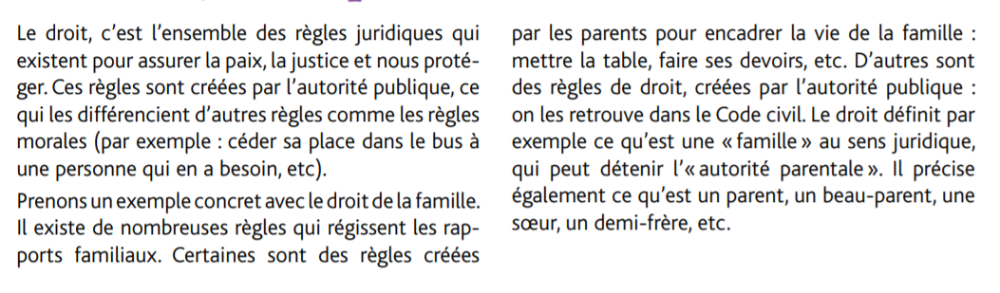 Le droit, c’est l’ensemble des règles juridiques qui
existent pour assurer la paix, la justice et nous proté-
ger. Ces règles sont créées par l’autorité publique, ce
qui les différencient d’autres règles comme les règles
morales (par exemple : céder sa place dans le bus à
une personne qui en a besoin, etc).
Prenons un exemple concret avec le droit de la famille.
Il existe de nombreuses règles qui régissent les rap-
ports familiaux. Certaines sont des règles créées
par les parents pour encadrer la vie de la famille :
mettre la table, faire ses devoirs, etc. D’autres sont
des règles de droit, créées par l’autorité publique :
on les retrouve dans le Code civil. Le droit définit par
exemple ce qu’est une « famille » au sens juridique,
qui peut détenir l’« autorité parentale ». Il précise
également ce qu’est un parent, un beau-parent, une
sœur, un demi-frère, etc.